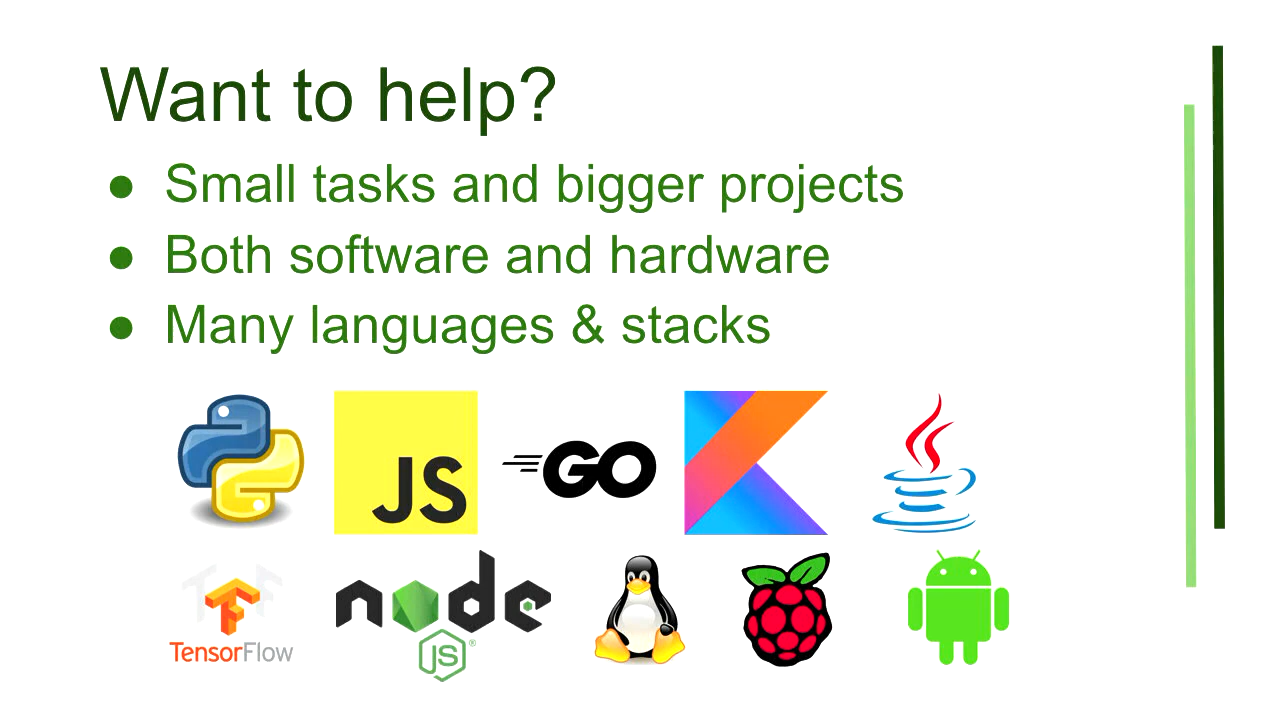 Want to help?
● Small tasks and bigger projects
● Both software and hardware
● Many languages & stacks
JS
GO
TensorFlow
node
JS®